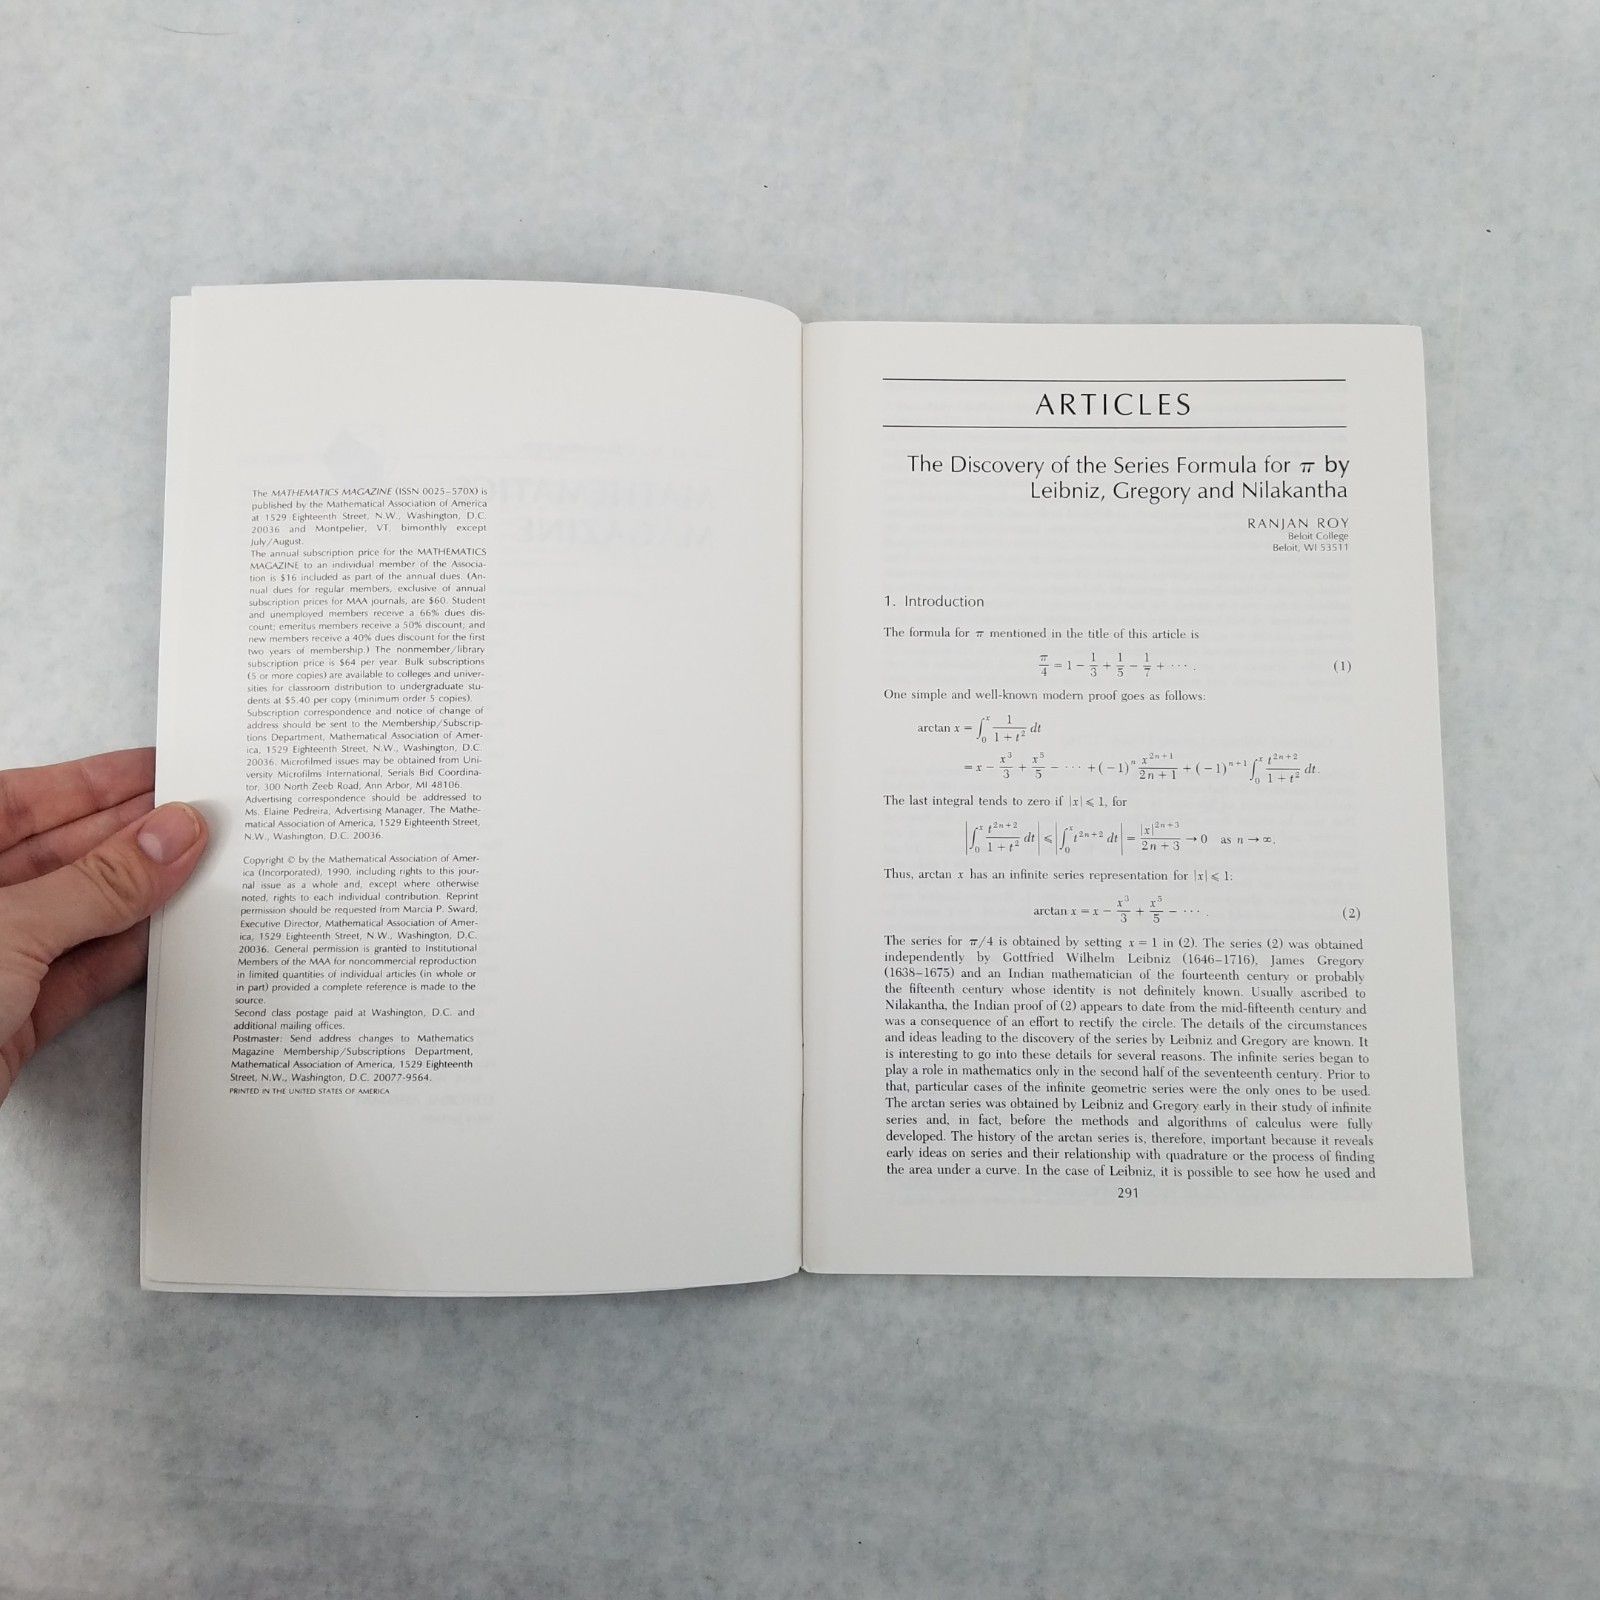 The MATHEMATICS MAGAZINE (ISSN 0025–570X) is
published by the Mathematical Association of America
at 1529 Eighteenth Street, N.W., Washington, D.C.
20036 and Montpelier, VT, bimonthly except
July/August.
The annual subscription price for the MATHEMATICS
MAGAZINE to an individual member of the Associa-
tion is $16 included as part of the annual dues. (An-
nual dues for regular members, exclusive of annual
subscription prices for MAA journals, are $60. Student
and unemployed members receive a 66% dues dis-
count; emeritus members receive a 50% discount; and
new members receive a 40% dues discount for the first
two years of membership.) The nonmember/library
subscription price is $64 per year. Bulk subscriptions
(5 or more copies) are available to colleges and univer-
sities for classroom distribution to undergraduate stu-
dents at $5.40 per copy (minimum order 5 copies).
Subscription correspondence and notice of change of
address should be sent to the Membership/Subscrip-
tions Department, Mathematical Association of Amer-
ica, 1529 Eighteenth Street, N.W., Washington, D.C.
20036. Microfilmed issues may be obtained from Uni-
versity Microfilms International, Serials Bid Coordina-
tor, 300 North Zeeb Road, Ann Arbor, MI 48106.
Advertising correspondence should be addressed to
Ms. Elaine Pedreira, Advertising Manager, The Mathe-
matical Association of America, 1529 Eighteenth Street,
N.W., Washington, D.C. 20036.
Copyright © by the Mathematical Association of Amer-
ica (Incorporated), 1990, including rights to this jour-
nal issue as a whole and, except where otherwise
noted, rights to each individual contribution. Reprint
permission should be requested from Marcia P. Sward,
Executive Director, Mathematical Association of Amer-
ica, 1529 Eighteenth Street, N.W., Washington, D.C.
20036. General permission is granted to Institutional
Members of the MAA for noncommercial reproduction
in limited quantities of individual articles (in whole or
in part) provided a complete reference is made to the
source.
Second class postage paid at Washington, D.C. and
additional mailing offices.
Postmaster: Send address changes to Mathematics
Magazine Membership/Subscriptions Department,
Mathematical Association of America, 1529 Eighteenth
Street, N.W., Washington, D.C. 20077-9564.
PRINTED IN THE UNITED STATES OF AMERICA
ARTICLES
The Discovery of the Series Formula for π by
Leibniz, Gregory and Nilakantha
RANJAN ROY
Beloit College
Beloit, WI 53511
1. Introduction
The formula for π mentioned in the title of this article is
π/4 = 1 − 1/3 + 1/5 − 1/7 + ··· . (1)
One simple and well-known modern proof goes as follows:
arctan x = ∫₀ˣ 1/(1 + t²) dt
= x − x³/3 + x⁵/5 − ··· + (−1)ⁿ x²ⁿ⁺¹/(2n + 1) + (−1)ⁿ⁺¹ ∫₀ˣ t²ⁿ⁺²/(1 + t²) dt.
The last integral tends to zero if |x| ⩽ 1, for
|∫₀ˣ t²ⁿ⁺²/(1 + t²) dt| ⩽ |∫₀ˣ t²ⁿ⁺² dt| = |x|²ⁿ⁺³/(2n + 3) → 0 as n → ∞.
Thus, arctan x has an infinite series representation for |x| ⩽ 1:
arctan x = x − x³/3 + x⁵/5 − ··· . (2)
The series for π/4 is obtained by setting x = 1 in (2). The series (2) was obtained
independently by Gottfried Wilhelm Leibniz (1646–1716), James Gregory
(1638–1675) and an Indian mathematician of the fourteenth century or probably
the fifteenth century whose identity is not definitely known. Usually ascribed to
Nilakantha, the Indian proof of (2) appears to date from the mid-fifteenth century and
was a consequence of an effort to rectify the circle. The details of the circumstances
and ideas leading to the discovery of the series by Leibniz and Gregory are known. It
is interesting to go into these details for several reasons. The infinite series began to
play a role in mathematics only in the second half of the seventeenth century. Prior to
that, particular cases of the infinite geometric series were the only ones to be used.
The arctan series was obtained by Leibniz and Gregory early in their study of infinite
series and, in fact, before the methods and algorithms of calculus were fully
developed. The history of the arctan series is, therefore, important because it reveals
early ideas on series and their relationship with quadrature or the process of finding
the area under a curve. In the case of Leibniz, it is possible to see how he used and
291